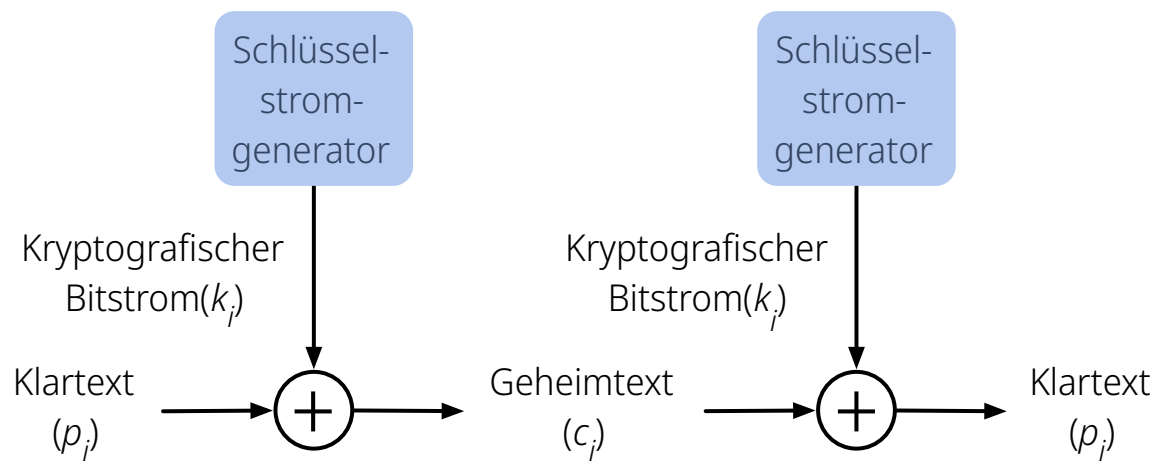 Schlüssel-
strom-
generator
Schlüssel-
strom-
generator
Kryptografischer
Bitstrom(kᵢ)
Kryptografischer
Bitstrom(kᵢ)
Klartext
(pᵢ)
+
Geheimtext
(cᵢ)
+
Klartext
(pᵢ)